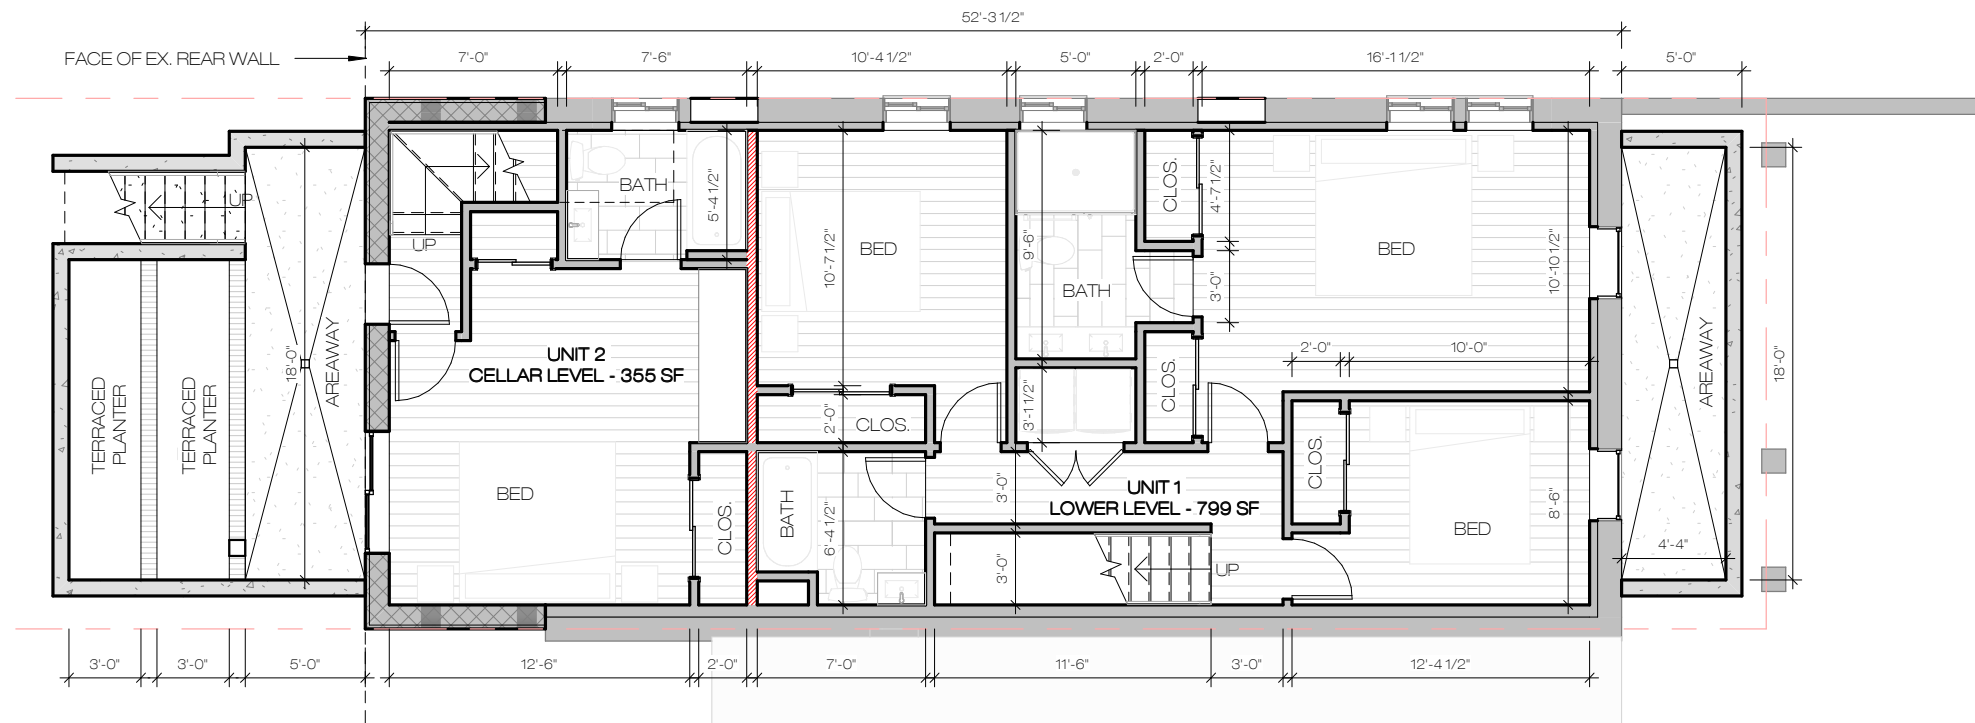 52'-3 1/2"
FACE OF EX. REAR WALL
7'-0"
7'-6"
10'-4 1/2"
5'-0"
2'-0"
16'-1 1/2"
5'-0"
UP
UP
BATH
5'-4 1/2"
BED
10'-7 1/2"
9'-6"
BATH
CLOS.
4'-7 1/2"
3'-0"
BED
10'-10 1/2"
18'-0"
AREAWAY
TERRACED
PLANTER
TERRACED
PLANTER
UNIT 2
CELLAR LEVEL - 355 SF
2'-0"
CLOS.
3'-11 1/2"
CLOS.
2'-0"
10'-0"
AREAWAY
18'-0"
BED
CLOS.
BATH
6'-4 1/2"
3'-0"
UNIT 1
LOWER LEVEL - 799 SF
CLOS.
BED
8'-6"
4'-4"
3'-0"
UP
3'-0"
3'-0"
5'-0"
12'-6"
2'-0"
7'-0"
11'-6"
3'-0"
12'-4 1/2"